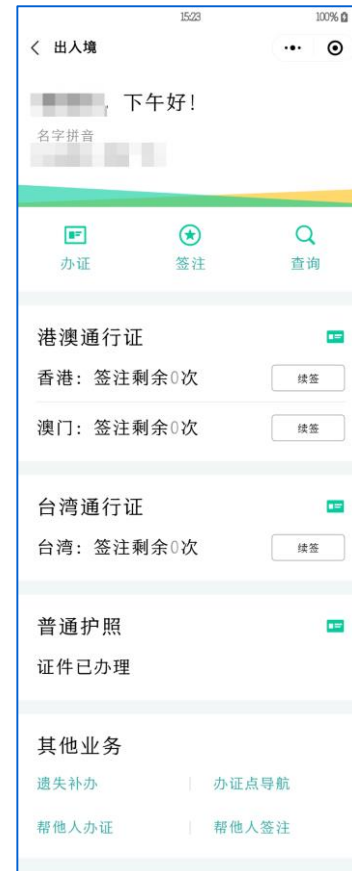 15:23
100%
出入境
下午好！
名字拼音
办证
签注
查询
港澳通行证
香港：签注剩余0次
续签
澳门：签注剩余0次
续签
台湾通行证
台湾：签注剩余0次
续签
普通护照
证件已办理
其他业务
遗失补办
办证点导航
帮他人办证
帮他人签注